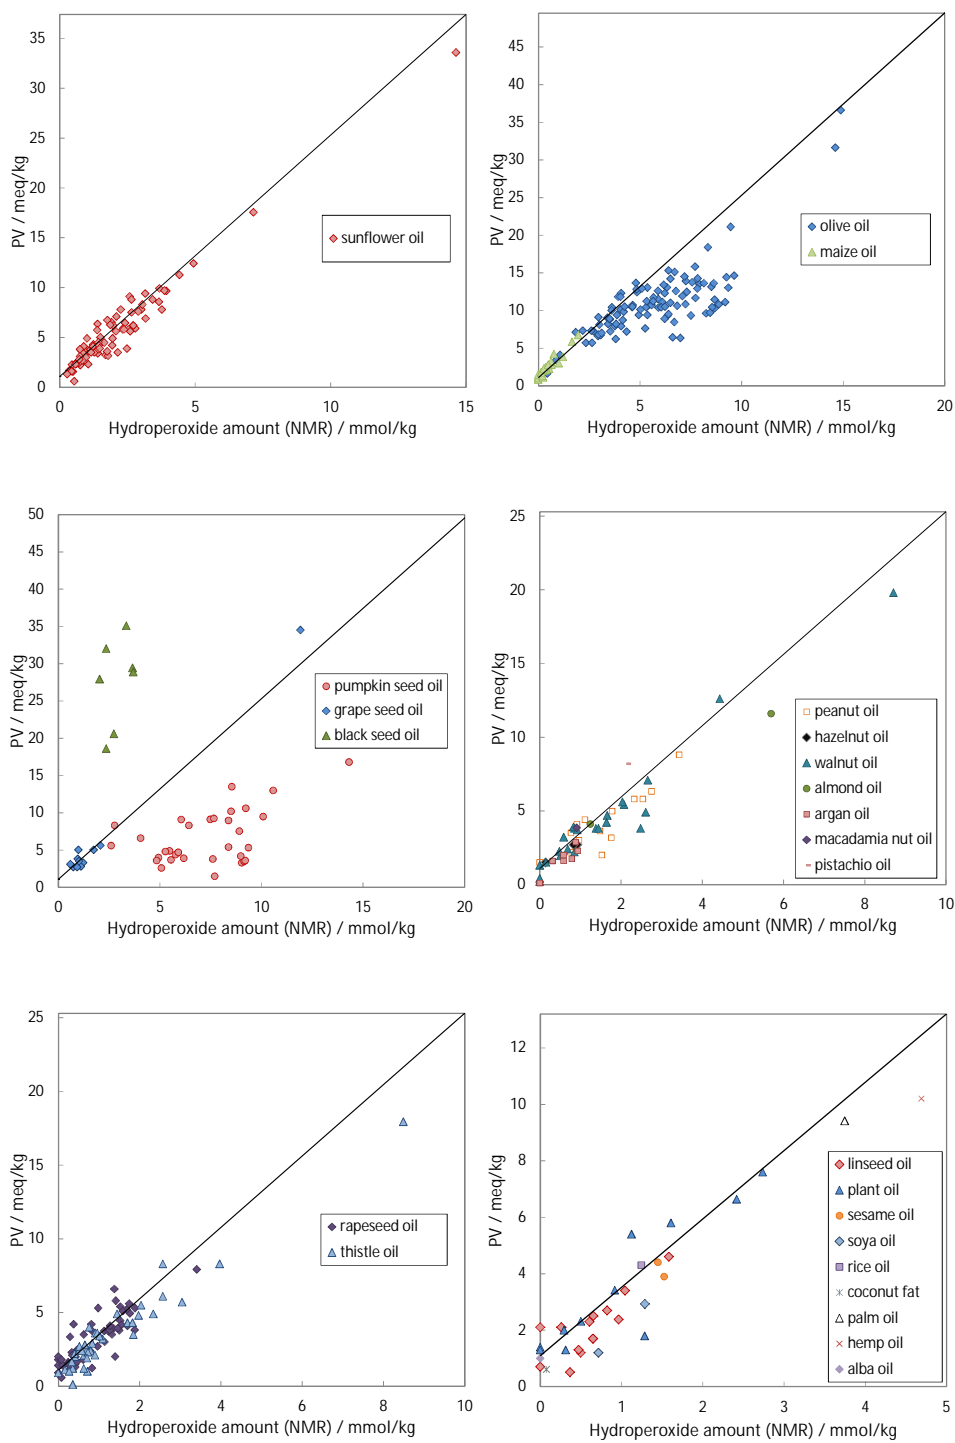 35
30
25
20
15
10
5
0
PV / meq/kg
sunflower oil
0 5 10 15
Hydroperoxide amount (NMR) / mmol/kg
45
40
35
30
25
20
15
10
5
0
PV / meq/kg
olive oil
maize oil
0 5 10 15 20
Hydroperoxide amount (NMR) / mmol/kg
50
45
40
35
30
25
20
15
10
5
0
PV / meq/kg
pumpkin seed oil
grape seed oil
black seed oil
0 5 10 15 20
Hydroperoxide amount (NMR) / mmol/kg
25
20
15
10
5
0
PV / meq/kg
peanut oil
hazelnut oil
walnut oil
almond oil
argan oil
macadamia nut oil
pistachio oil
0 2 4 6 8 10
Hydroperoxide amount (NMR) / mmol/kg
25
20
15
10
5
0
PV / meq/kg
rapeseed oil
thistle oil
0 2 4 6 8 10
Hydroperoxide amount (NMR) / mmol/kg
12
10
8
6
4
2
0
PV / meq/kg
linseed oil
plant oil
sesame oil
soya oil
rice oil
coconut fat
palm oil
hemp oil
alba oil
0 1 2 3 4 5
Hydroperoxide amount (NMR) / mmol/kg